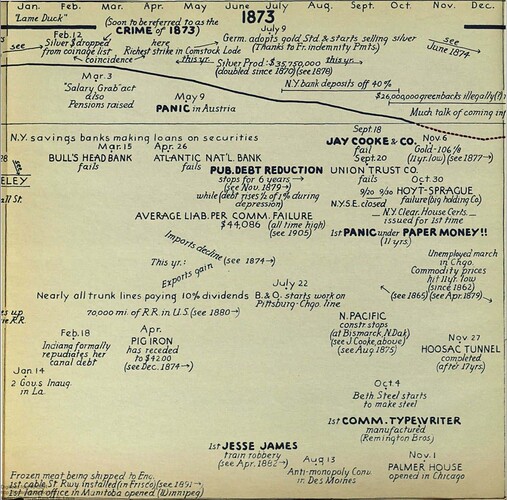 Jan. Feb. Mar. Apr. May June July Aug. Sept. Oct. Nov. Dec.
1873
"Lame Duck"
(Soon to be referred to as the
CRIME of 1873)
Feb.12
see
Silver dropped
from coinage list
coincidence
here
Richest strike in Comstock Lode
this yr.
July 9
Germ. adopts gold Std. & starts selling silver
(Thanks to Fr. indemnity Pmts.)
see
June 1874
Silver Prod: $35,750,000 this yr.
(doubled since 1870)(see 1878)
Mar. 3
"Salary Grab" act
also
Pensions raised
May 9
PANIC in Austria
N.Y. bank deposits off 40%
$26,000,000 greenbacks illegally(?)
Much talk of coming
N.Y. savings banks making loans on securities
Mar.15
BULL'S HEAD BANK
fails
Apr. 26
ATLANTIC NAT'L. BANK
fails
see
ELEY
all St.
PUB. DEBT REDUCTION
stops for 6 years
(see Nov. 1879)
while (debt rises ½ of 1% during
depression)
Sept.18
JAY COOKE & CO.
fail
Sept. 20
UNION TRUST CO.
fails
9/20 9/30
N.Y.S.E. closed
Nov.6
Gold-106⅛
(11yr. low) (see 1877)
Oct. 30
HOYT-SPRAGUE
failure (big holding Co)
N.Y. Clear. House Certs.
issued for 1st time
AVERAGE LIAB. PER COMM. FAILURE
$44,086 (all time high)
(see 1905)
1st PANIC under PAPER MONEY!!
(11 yrs)
Imports decline
This yr: (see 1874)
Exports gain
Unemployed march
in Chgo.
Commodity prices
hit 11yr. low
(since 1862)
(see 1865)(see Apr. 1879)
Nearly all trunk lines paying 10% dividends
70,000 mi. of R.R. in U.S. (see 1880)
July 22
B.& O. starts work on
Pittsburg-Chgo. line
es up
re R.R.
N. PACIFIC
constr. stops
(at Bismarck, N.Dak)
(see J. Cooke, above)
(see Aug. 1875)
Feb.18
Indiana formally
repudiates her
canal debt
Apr.
PIG IRON
has receded
to $42.00
(see Dec. 1874)
Nov 27
HOOSAC TUNNEL
completed
(after 17yrs.)
Jan 14
2 Gov.s Inaug.
in La.
Oct.4
Beth Steel starts
to make steel
1st COMM. TYPEWRITER
manufactured
(Remington Bros)
1st JESSE JAMES
train robbery
(see Apr. 1882)
Aug 13
Anti-monopoly Conv.
in Des Moines
Nov. 1
PALMER HOUSE
opened in Chicago
Frozen meat being shipped to Eng.
1st cable St. Rwy. installed (in Frisco) (see 1891)
1st land office in Manitoba opened (Winnipeg)